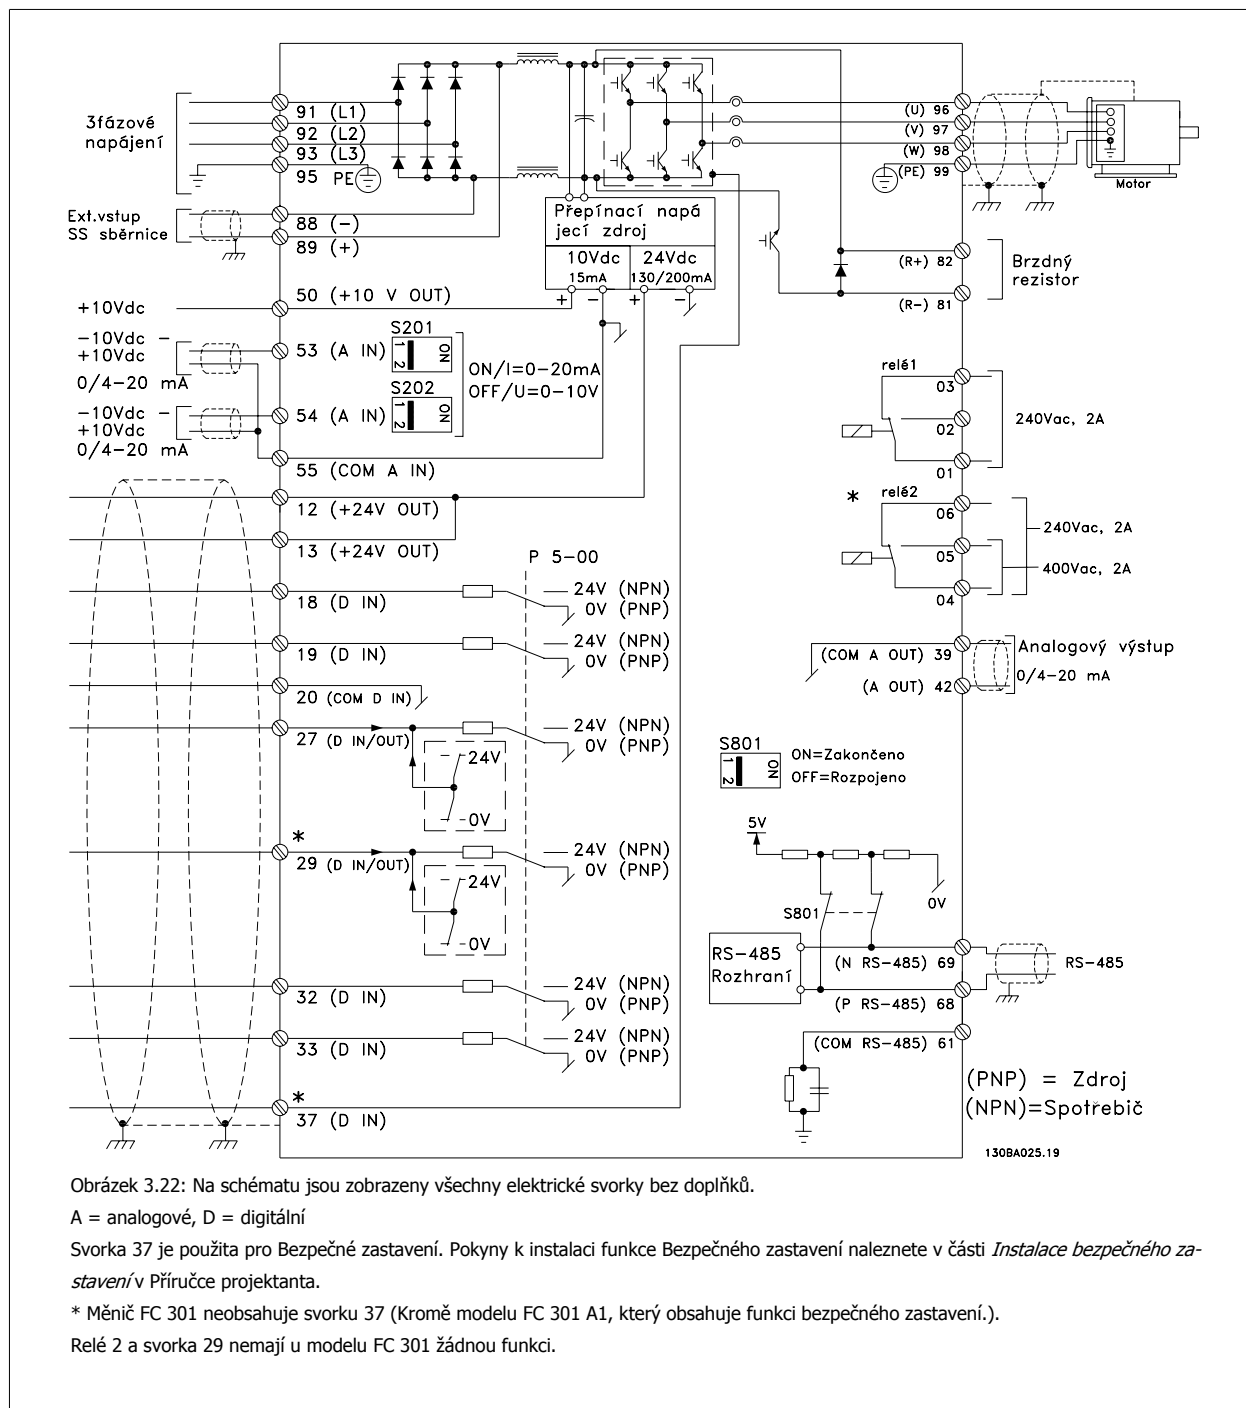 3fázové
napájení
91 (L1)
92 (L2)
93 (L3)
95 PE
Ext.vstup
SS sběrnice
88 (−)
89 (+)
Přepínací napá
jecí zdroj
10Vdc
15mA
24Vdc
130/200mA
+ − + −
(U) 96
(V) 97
(W) 98
(PE) 99
Motor
(R+) 82
(R−) 81
Brzdný
rezistor
+10Vdc
50 (+10 V OUT)
−10Vdc −
+10Vdc
0/4−20 mA
53 (A IN)
S201
1 2 ON
S202
1 2 ON
ON/I=0−20mA
OFF/U=0−10V
−10Vdc −
+10Vdc
0/4−20 mA
54 (A IN)
55 (COM A IN)
12 (+24V OUT)
13 (+24V OUT)
relé1
03
02
01
240Vac, 2A
* relé2
06
05
04
240Vac, 2A
400Vac, 2A
P 5−00
18 (D IN)
24V (NPN)
0V (PNP)
19 (D IN)
24V (NPN)
0V (PNP)
20 (COM D IN)
27 (D IN/OUT)
24V (NPN)
0V (PNP)
24V
0V
*
29 (D IN/OUT)
24V (NPN)
0V (PNP)
24V
0V
32 (D IN)
24V (NPN)
0V (PNP)
33 (D IN)
24V (NPN)
0V (PNP)
*
37 (D IN)
(COM A OUT) 39
(A OUT) 42
Analogový výstup
0/4−20 mA
S801
1 2 ON
ON=Zakončeno
OFF=Rozpojeno
5V
S801
0V
RS−485
Rozhraní
(N RS−485) 69
(P RS−485) 68
(COM RS−485) 61
RS−485
(PNP) = Zdroj
(NPN)=Spotřebič
130BA025.19
Obrázek 3.22: Na schématu jsou zobrazeny všechny elektrické svorky bez doplňků.
A = analogové, D = digitální
Svorka 37 je použita pro Bezpečné zastavení. Pokyny k instalaci funkce Bezpečného zastavení naleznete v části Instalace bezpečného za-
stavení v Příručce projektanta.
* Měnič FC 301 neobsahuje svorku 37 (Kromě modelu FC 301 A1, který obsahuje funkci bezpečného zastavení.).
Relé 2 a svorka 29 nemají u modelu FC 301 žádnou funkci.